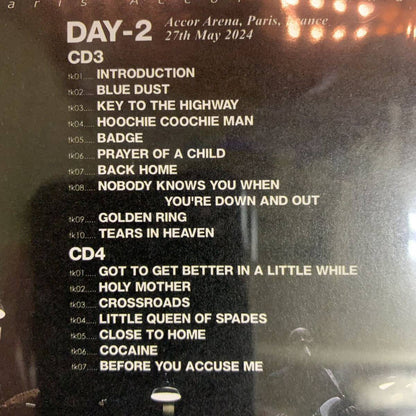 DAY-2
Accor Arena, Paris, France
27th May 2024
CD3
tk01..... INTRODUCTION
tk02..... BLUE DUST
tk03..... KEY TO THE HIGHWAY
tk04..... HOOCHIE COOCHIE MAN
tk05..... BADGE
tk06..... PRAYER OF A CHILD
tk07..... BACK HOME
tk08..... NOBODY KNOWS YOU WHEN
YOU'RE DOWN AND OUT
tk09..... GOLDEN RING
tk10..... TEARS IN HEAVEN
CD4
tk01..... GOT TO GET BETTER IN A LITTLE WHILE
tk02..... HOLY MOTHER
tk03..... CROSSROADS
tk04..... LITTLE QUEEN OF SPADES
tk05..... CLOSE TO HOME
tk06..... COCAINE
tk07..... BEFORE YOU ACCUSE ME